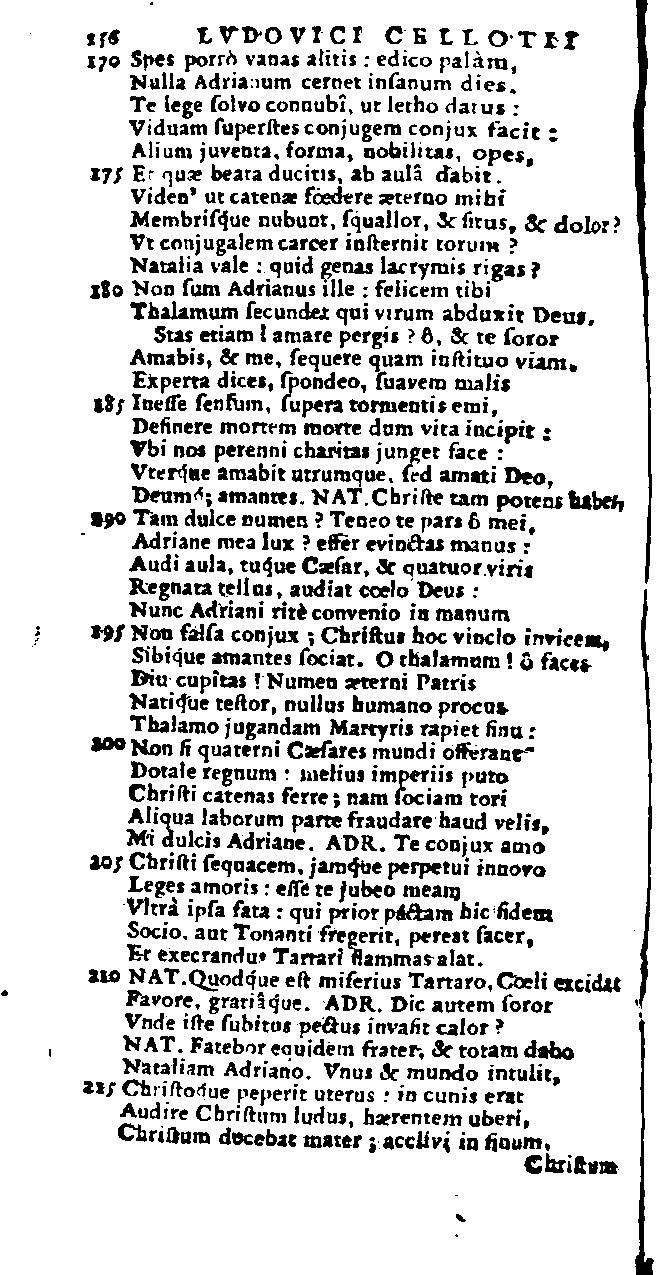 156 LVDOVICI CELLOTII
170 Spes porrò vanas alitis : edico palàm,
Nulla Adrianum cernet inſanum dies.
Te lege ſolvo connubî, ut letho datus :
Viduam ſuperſtes conjugem conjux facit :
Alium juventa, forma, nobilitas, opes,
175 Et quæ beata ducitis, ab aulâ dabit.
Viden' ut catenæ fœdere æterno mihi
Membriſque nubunt, ſquallor, & ſitus, & dolor?
Vt conjugalem carcer inſternit torum ?
Natalia vale : quid genas lacrymis rigas ?
180 Non ſum Adrianus ille : felicem tibi
Thalamum ſecundet qui virum abduxit Deus.
Stas etiam ! amare pergis ? ô, & te ſoror
Amabis, & me, ſequere quam inſtituo viam.
Experta dices, ſpondeo, ſuavem malis
185 Ineſſe ſenſum, ſupera tormentis emi,
Definere mortem morte dum vita incipit :
Vbi nos perenni charitas junget face :
Vterque amabit utrumque, ſed amati Deo,
Deumq; amantes. NAT. Chriſte tam potens habet,
290 Tam dulce numen ? Teneo te pars ô mei,
Adriane mea lux ? effer evinctas manus :
Audi aula, tuque Cæſar, & quatuor viris
Regnata tellus, audiat cœlo Deus :
Nunc Adriani ritè convenio in manum
195 Non falſa conjux ; Chriſtus hoc vinclo invicem,
Sibique amantes ſociat. O thalamum ! ô faces
Diu cupitas ! Numen æterni Patris
Natique teſtor, nullus humano procus
Thalamo jugandam Martyris rapiet ſinu :
200 Non ſi quaterni Cæſares mundi offerant
Dotale regnum : melius imperiis puto
Chriſti catenas ferre ; nam ſociam tori
Aliqua laborum parte fraudare haud velis,
Mi dulcis Adriane. ADR. Te conjux amo
205 Chriſti ſequacem, jamque perpetui innovo
Leges amoris : eſſe te jubeo meam
Vltrà ipſa fata : qui prior pactam hic fidem
Socio, aut Tonanti fregerit, pereat ſacer,
Et execrandus Tartari flammas alat.
210 NAT. Quodque eſt miſerius Tartaro, Cœli excidat
Favore, gratiâque. ADR. Dic autem ſoror
Vnde iſte ſubitus pectus invaſit calor ?
NAT. Fatebor equidem frater, & totam dabo
Nataliam Adriano. Vnus & mundo intulit,
215 Chriſtoque peperit uterus : in cunis erat
Audire Chriſtum ludus, hærentem uberi,
Chriſtum docebat mater ; acclivi in ſinum,
Chriſtum